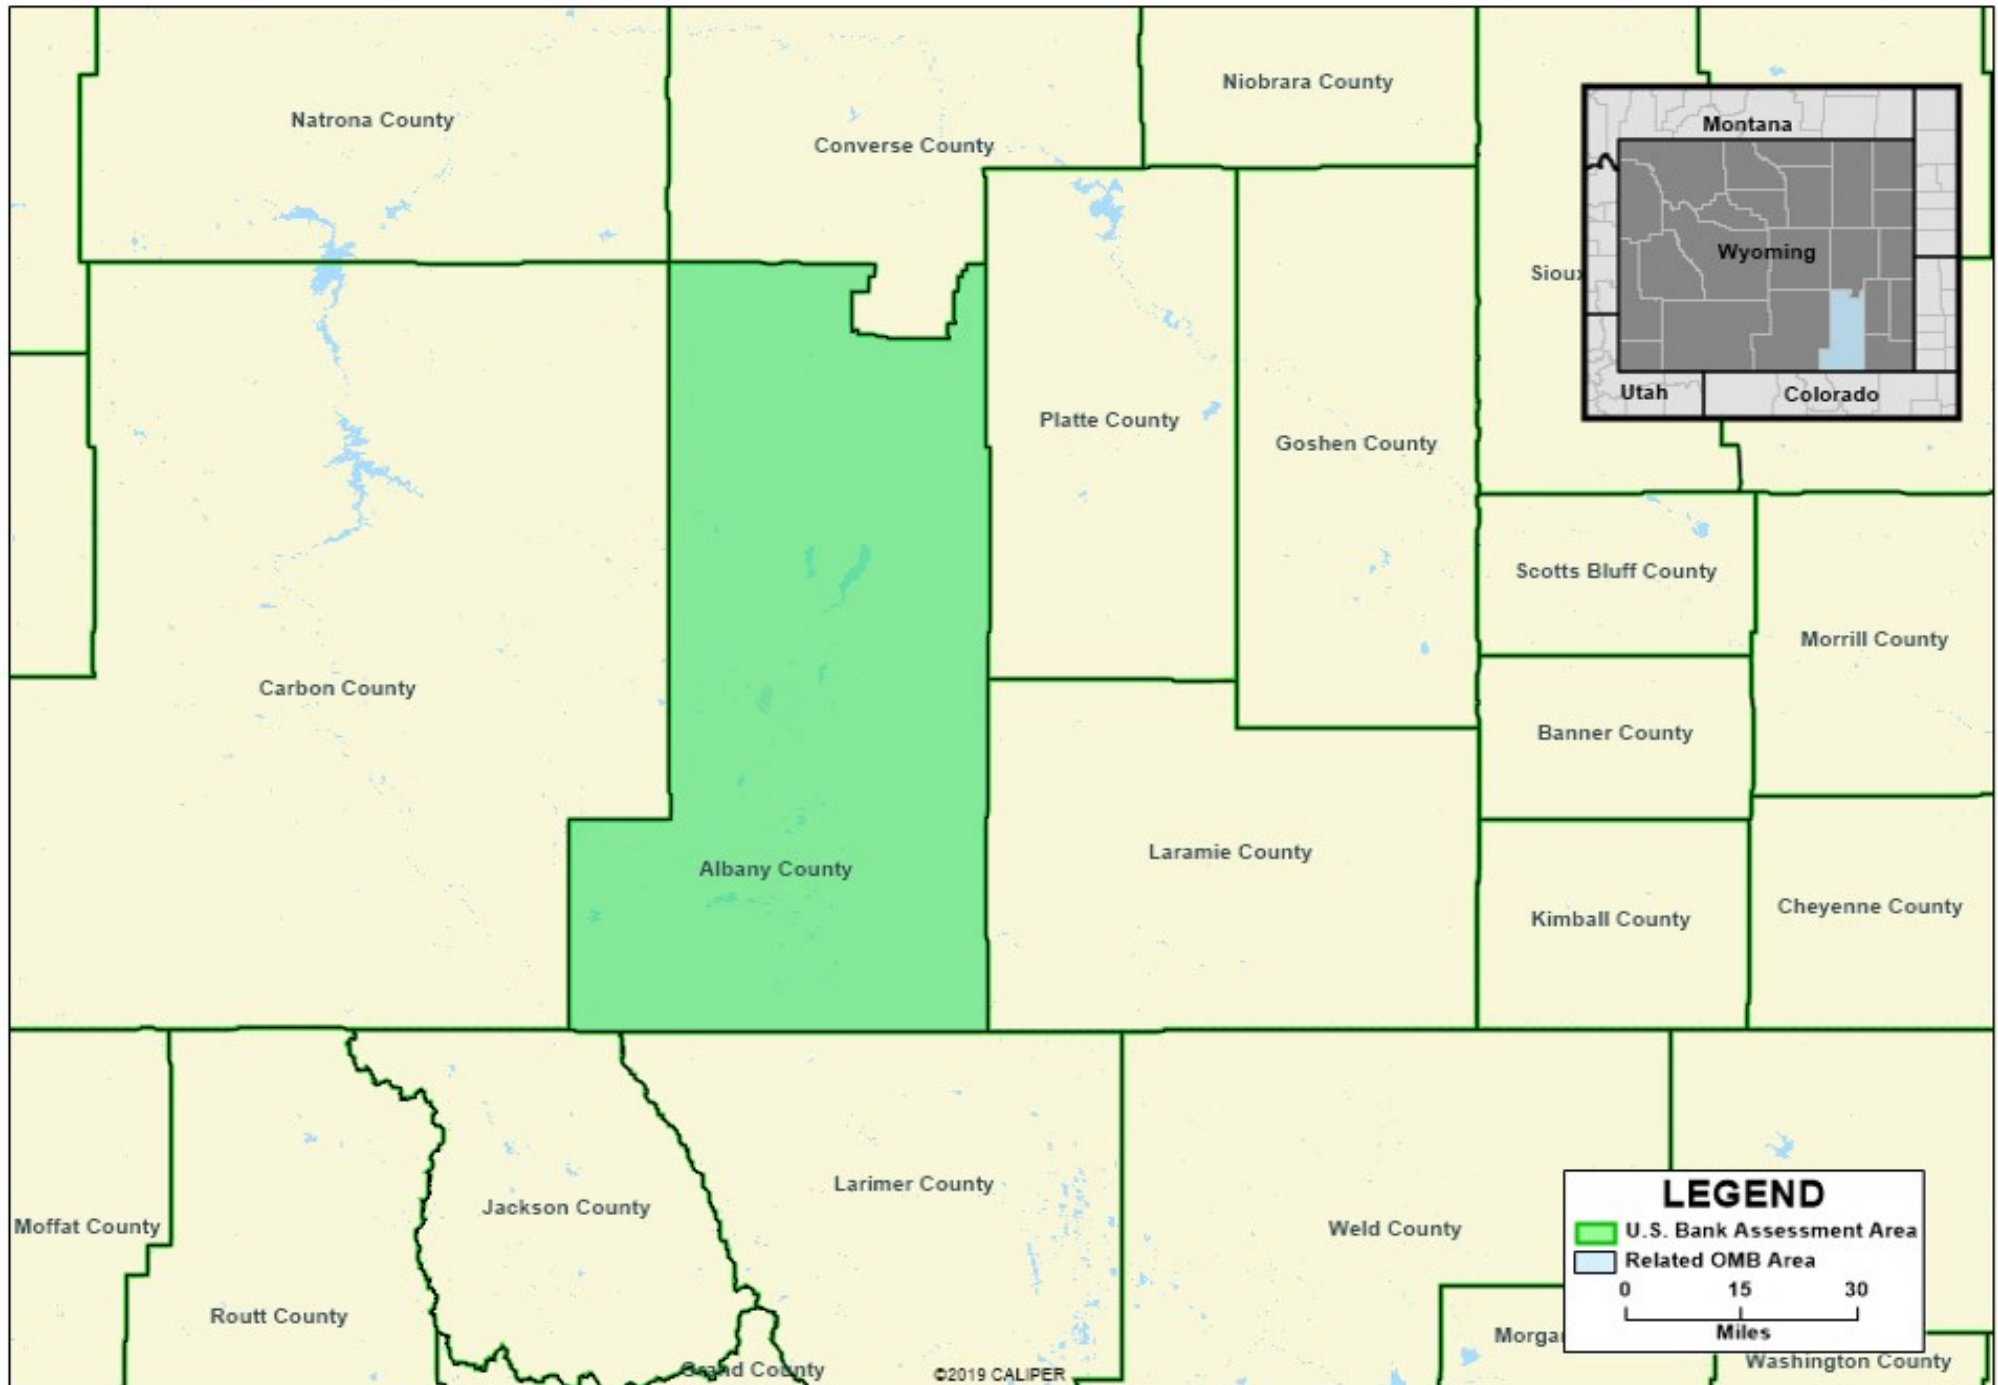 Niobrara County
Natrona County
Converse County
Montana
Wyoming
Utah
Colorado
Sioux
Platte County
Goshen County
Scotts Bluff County
Morrill County
Carbon County
Banner County
Albany County
Laramie County
Kimball County
Cheyenne County
Moffat County
Jackson County
Larimer County
Weld County
Routt County
Grand County
©2019 CALIPER
LEGEND
U.S. Bank Assessment Area
Related OMB Area
0 15 30
Miles
Morga
Washington County